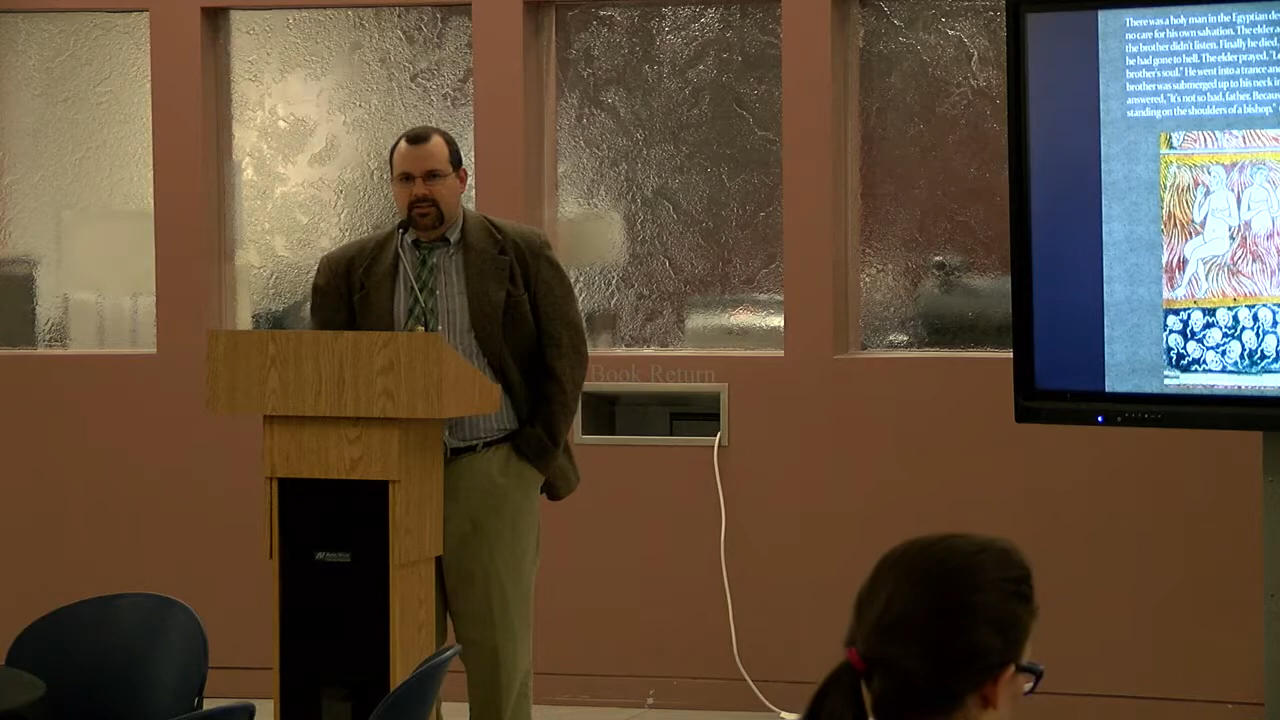 There was a holy man in the Egyptian de
no care for his own salvation. The elder a
the brother didn't listen. Finally he died,
he had gone to hell. The elder prayed, "L
brother's soul." He went into a trance and
brother was submerged up to his neck in
answered, "It's not so bad, father. Becau
standing on the shoulders of a bishop."
Book Return